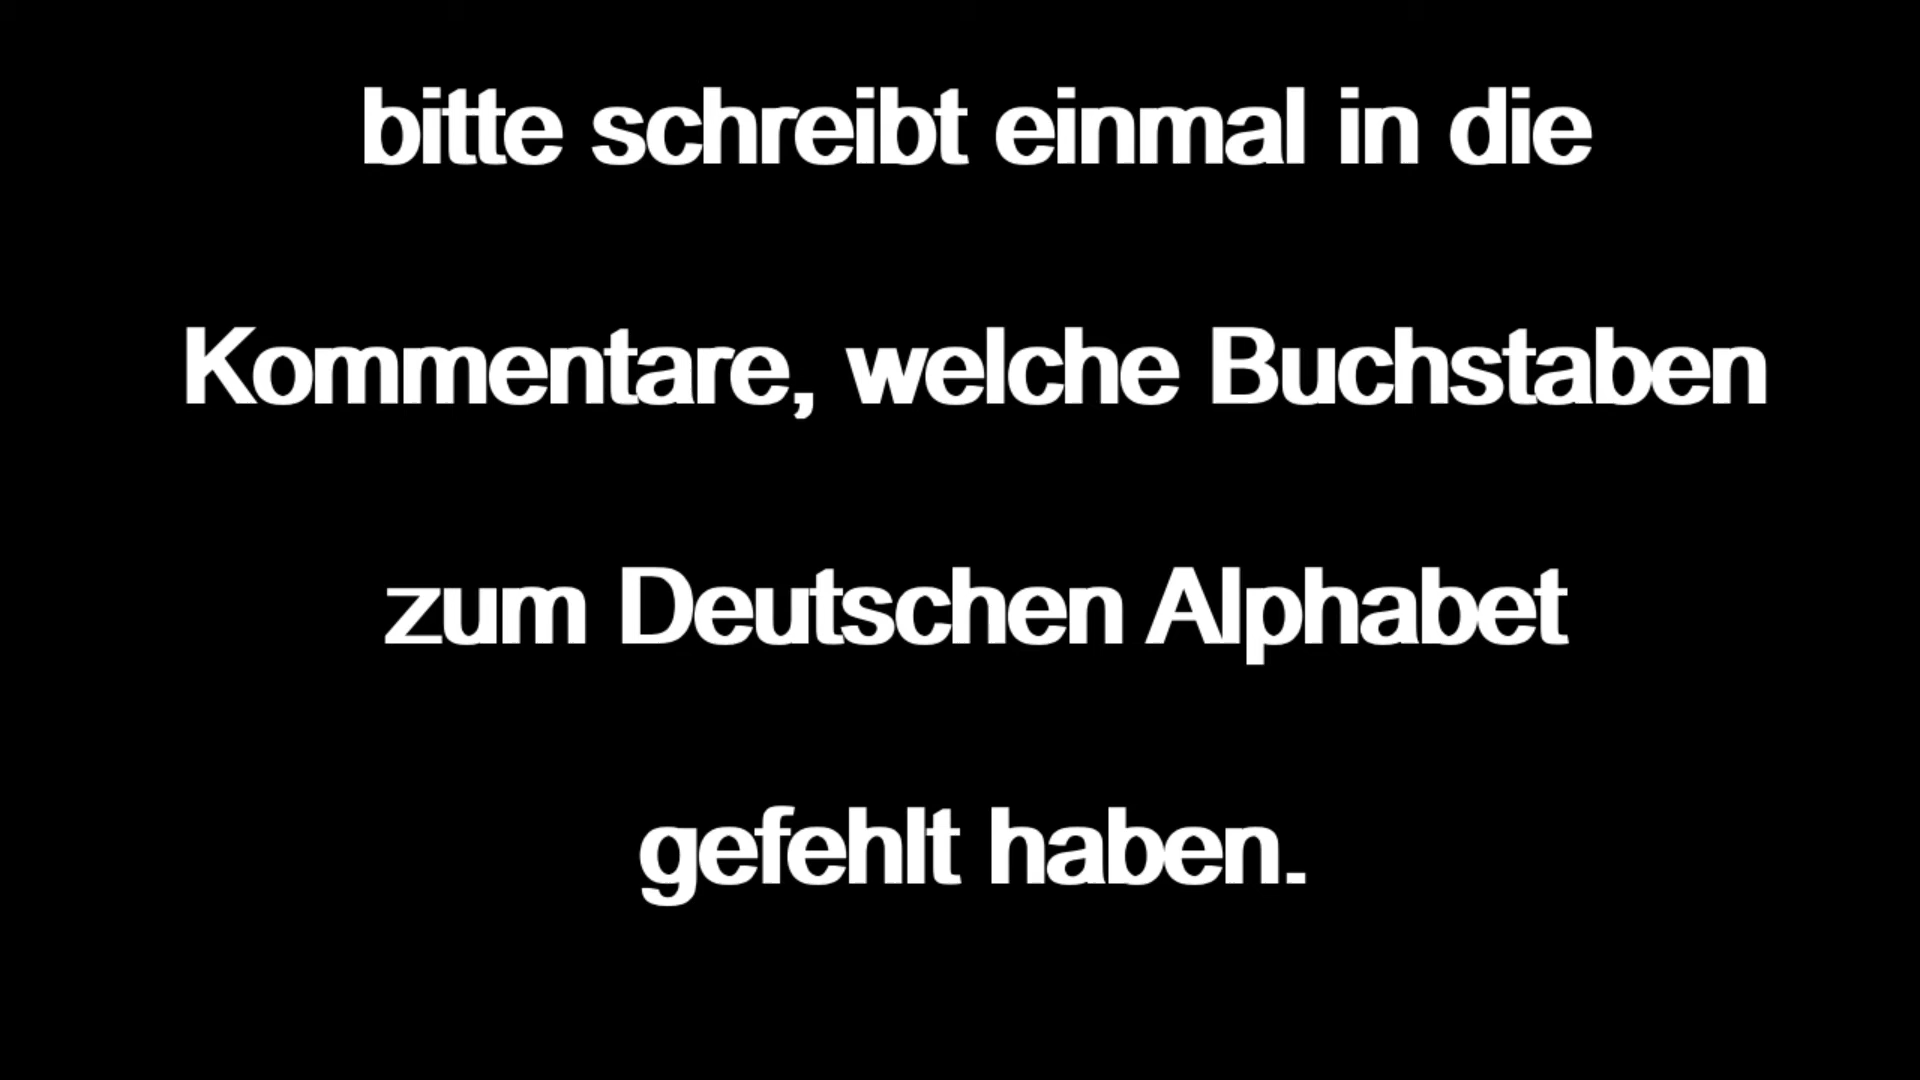 bitte schreibt einmal in die
Kommentare, welche Buchstaben
zum Deutschen Alphabet
gefehlt haben.